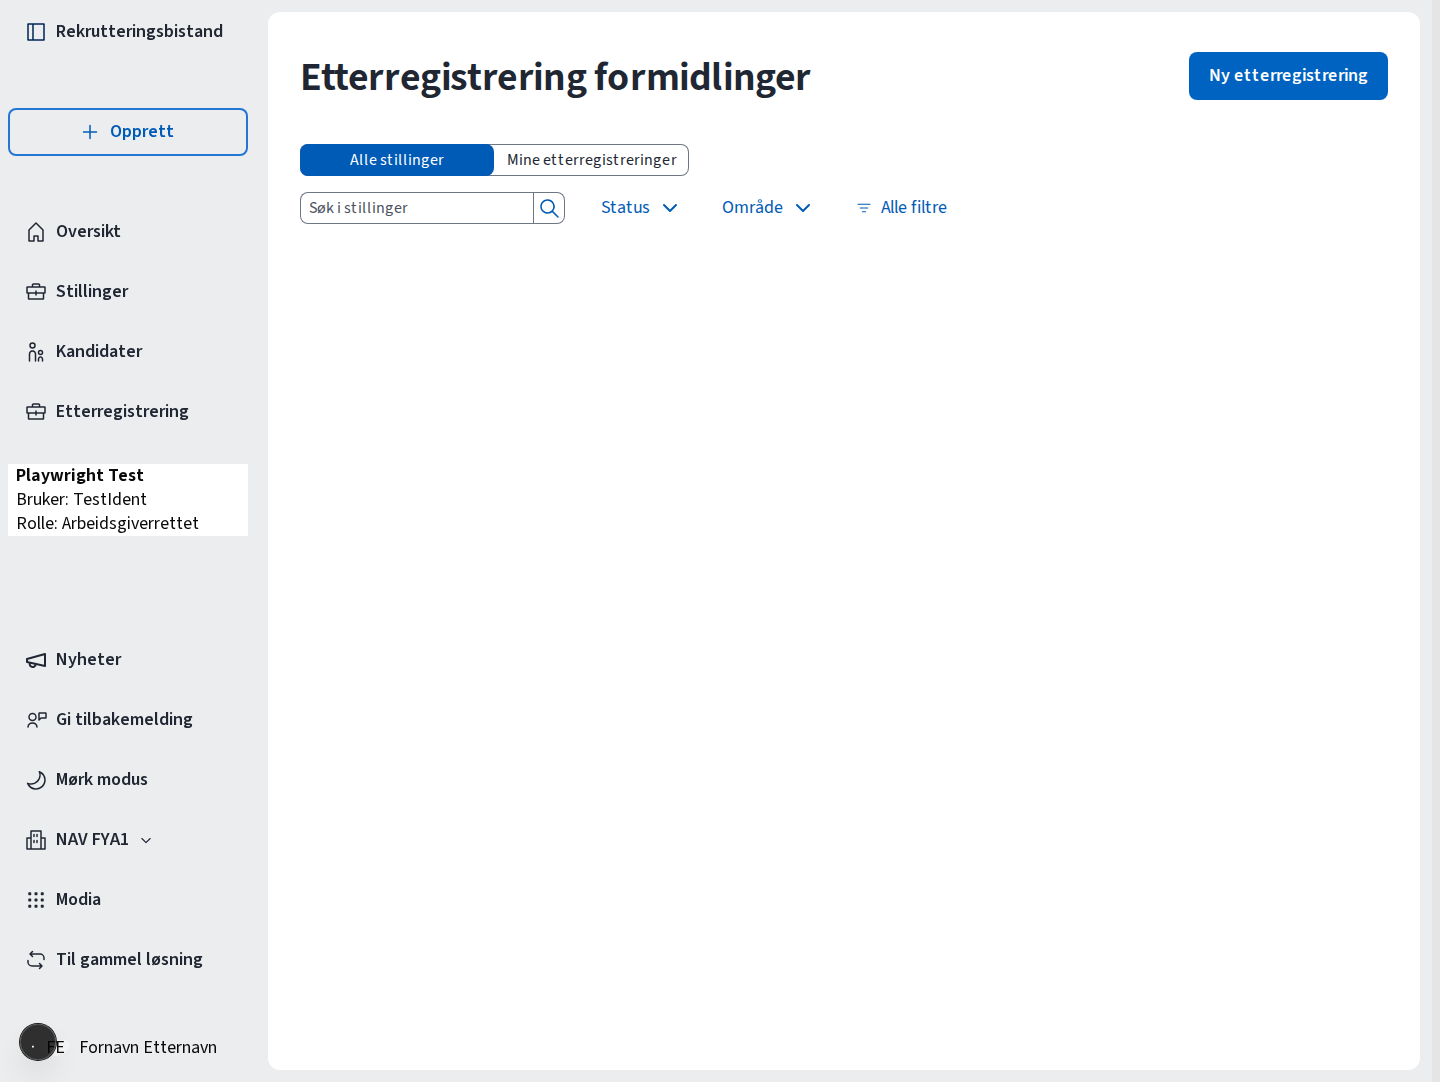 Rekrutteringsbistand
Opprett
Oversikt
Stillinger
Kandidater
Etterregistrering
Playwright Test
Bruker: TestIdent
Rolle: Arbeidsgiverrettet
Nyheter
Gi tilbakemelding
Mørk modus
NAV FYA1
Modia
Til gammel løsning
FE Fornavn Etternavn
Etterregistrering formidlinger
Ny etterregistrering
Alle stillinger Mine etterregistreringer
Søk i stillinger Status Område Alle filtre